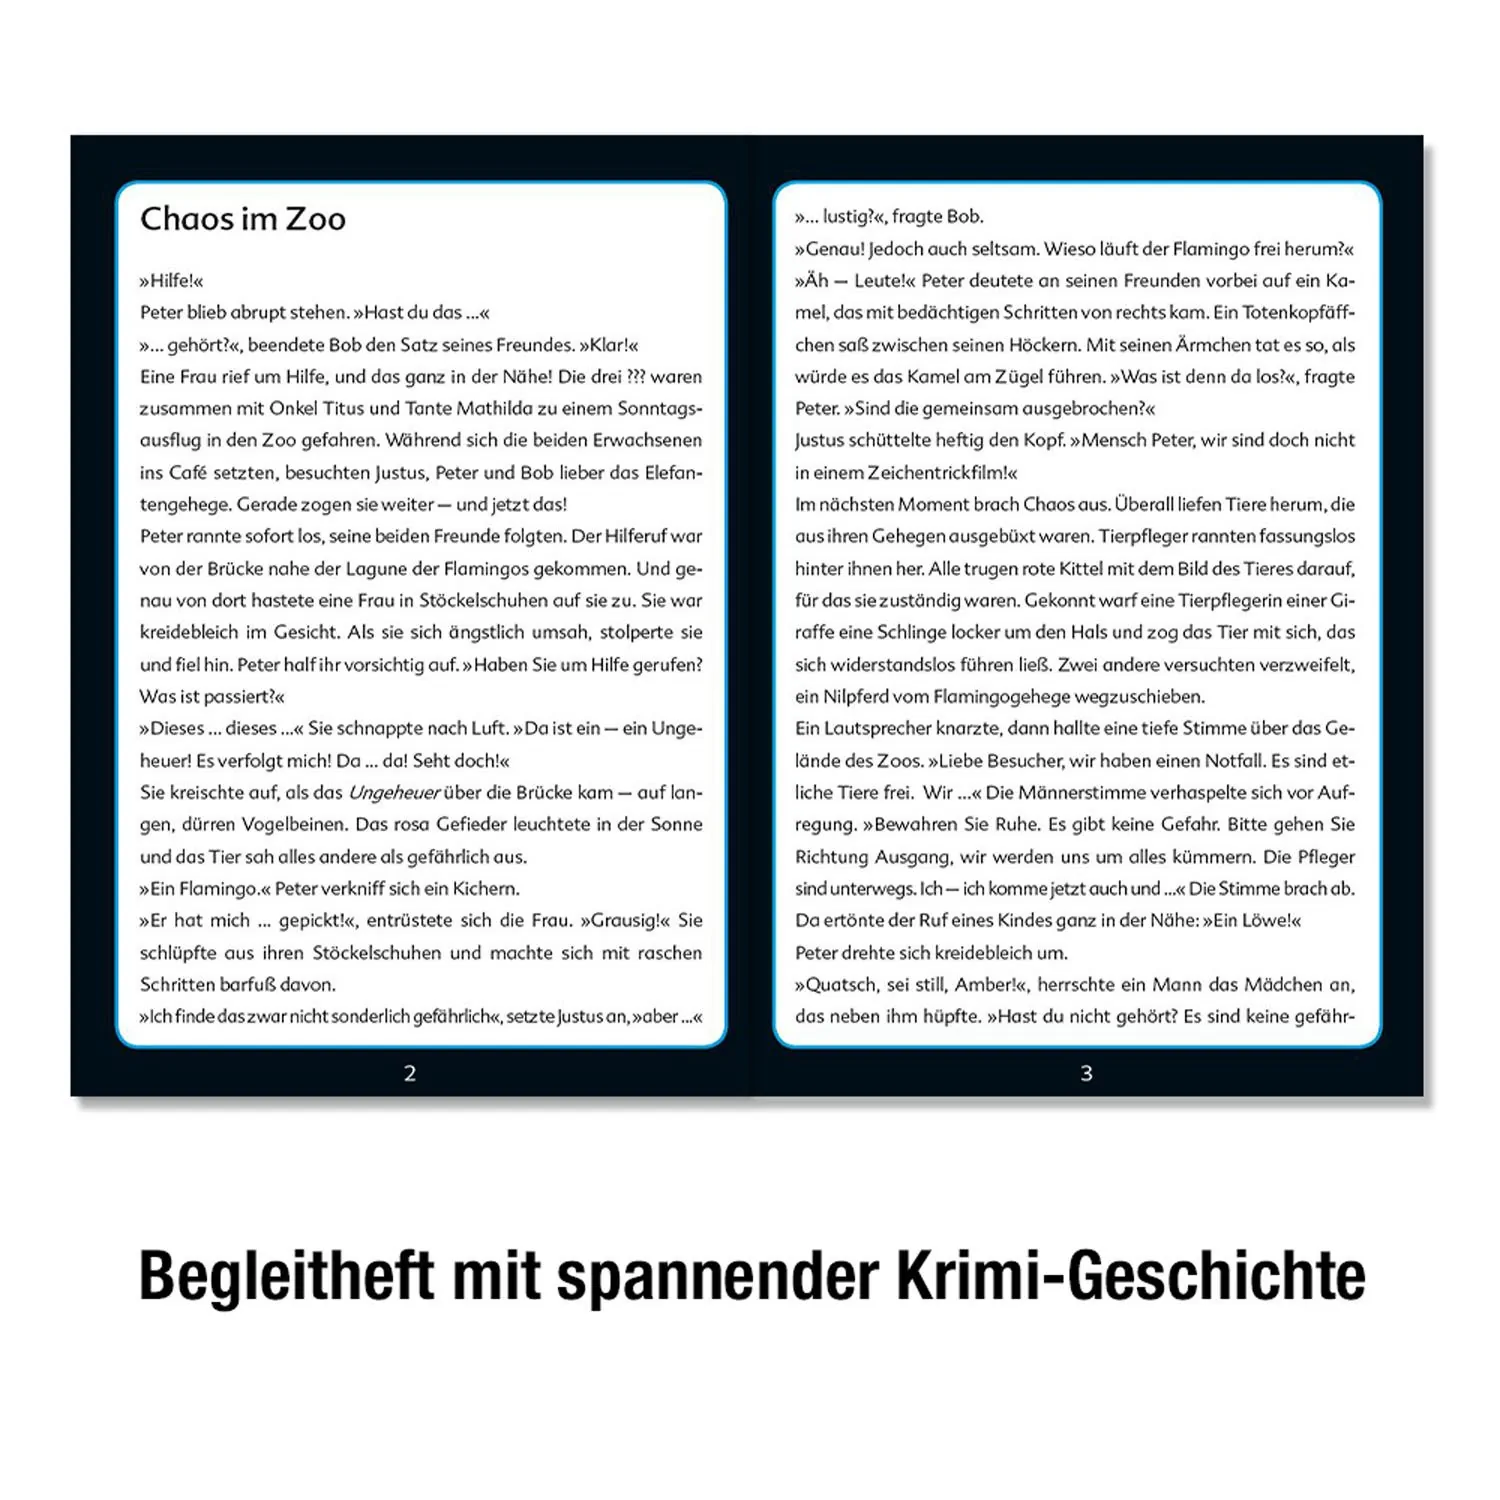 Chaos im Zoo
»Hilfe!«
Peter blieb abrupt stehen. »Hast du das ...«
»... gehört?«, beendete Bob den Satz seines Freundes. »Klar!«
Eine Frau rief um Hilfe, und das ganz in der Nähe! Die drei ??? waren
zusammen mit Onkel Titus und Tante Mathilda zu einem Sonntags-
ausflug in den Zoo gefahren. Während sich die beiden Erwachsenen
ins Café setzten, besuchten Justus, Peter und Bob lieber das Elefan-
tengehege. Gerade zogen sie weiter — und jetzt das!
Peter rannte sofort los, seine beiden Freunde folgten. Der Hilferuf war
von der Brücke nahe der Lagune der Flamingos gekommen. Und ge-
nau von dort hastete eine Frau in Stöckelschuhen auf sie zu. Sie war
kreidebleich im Gesicht. Als sie sich ängstlich umsah, stolperte sie
und fiel hin. Peter half ihr vorsichtig auf. »Haben Sie um Hilfe gerufen?
Was ist passiert?«
»Dieses ... dieses ...« Sie schnappte nach Luft. »Da ist ein — ein Unge-
heuer! Es verfolgt mich! Da ... da! Seht doch!«
Sie kreischte auf, als das Ungeheuer über die Brücke kam — auf lan-
gen, dürren Vogelbeinen. Das rosa Gefieder leuchtete in der Sonne
und das Tier sah alles andere als gefährlich aus.
»Ein Flamingo.« Peter verkniff sich ein Kichern.
»Er hat mich ... gepickt!«, entrüstete sich die Frau. »Grausig!« Sie
schlüpfte aus ihren Stöckelschuhen und machte sich mit raschen
Schritten barfuß davon.
»Ich finde das zwar nicht sonderlich gefährlich«, setzte Justus an, »aber ...«
2
»... lustig?«, fragte Bob.
»Genau! Jedoch auch seltsam. Wieso läuft der Flamingo frei herum?«
»Äh — Leute!« Peter deutete an seinen Freunden vorbei auf ein Ka-
mel, das mit bedächtigen Schritten von rechts kam. Ein Totenkopfäff-
chen saß zwischen seinen Höckern. Mit seinen Ärmchen tat es so, als
würde es das Kamel am Zügel führen. »Was ist denn da los?«, fragte
Peter. »Sind die gemeinsam ausgebrochen?«
Justus schüttelte heftig den Kopf. »Mensch Peter, wir sind doch nicht
in einem Zeichentrickfilm!«
Im nächsten Moment brach Chaos aus. Überall liefen Tiere herum, die
aus ihren Gehegen ausgebüxt waren. Tierpfleger rannten fassungslos
hinter ihnen her. Alle trugen rote Kittel mit dem Bild des Tieres darauf,
für das sie zuständig waren. Gekonnt warf eine Tierpflegerin einer Gi-
raffe eine Schlinge locker um den Hals und zog das Tier mit sich, das
sich widerstandslos führen ließ. Zwei andere versuchten verzweifelt,
ein Nilpferd vom Flamingogehege wegzuschieben.
Ein Lautsprecher knarzte, dann hallte eine tiefe Stimme über das Ge-
lände des Zoos. »Liebe Besucher, wir haben einen Notfall. Es sind et-
liche Tiere frei. Wir ...« Die Männerstimme verhaspelte sich vor Auf-
regung. »Bewahren Sie Ruhe. Es gibt keine Gefahr. Bitte gehen Sie
Richtung Ausgang, wir werden uns um alles kümmern. Die Pfleger
sind unterwegs. Ich — ich komme jetzt auch und ...« Die Stimme brach ab.
Da ertönte der Ruf eines Kindes ganz in der Nähe: »Ein Löwe!«
Peter drehte sich kreidebleich um.
»Quatsch, sei still, Amber!«, herrschte ein Mann das Mädchen an,
das neben ihm hüpfte. »Hast du nicht gehört? Es sind keine gefähr-
3
Begleitheft mit spannender Krimi-Geschichte